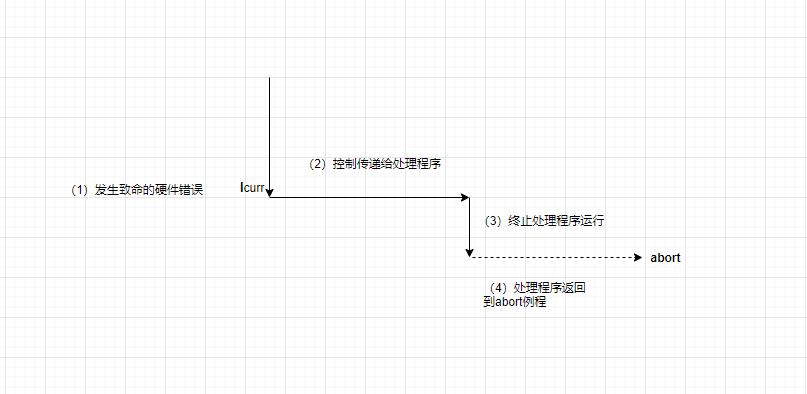 （2）控制传递给处理程序
（1）发生致命的硬件错误
Icurr
（3）终止处理程序运行
abort
（4）处理程序返回
到abort例程